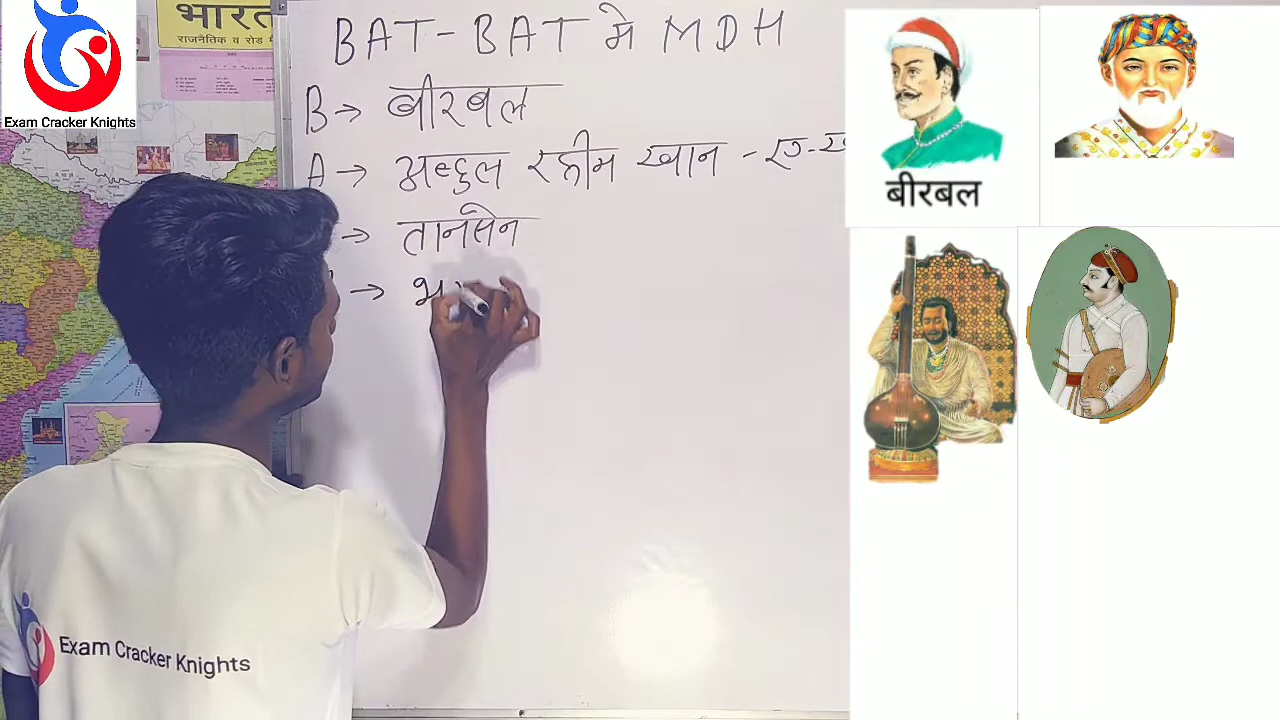 भारत
राजनैतिक व रोड मै
Exam Cracker Knights
BAT-BAT मे MDH
B → बीरबल
A → अब्दुल रहीम खान -ए-ख
→ तानसेन
→ भ
बीरबल
Exam Cracker Knights